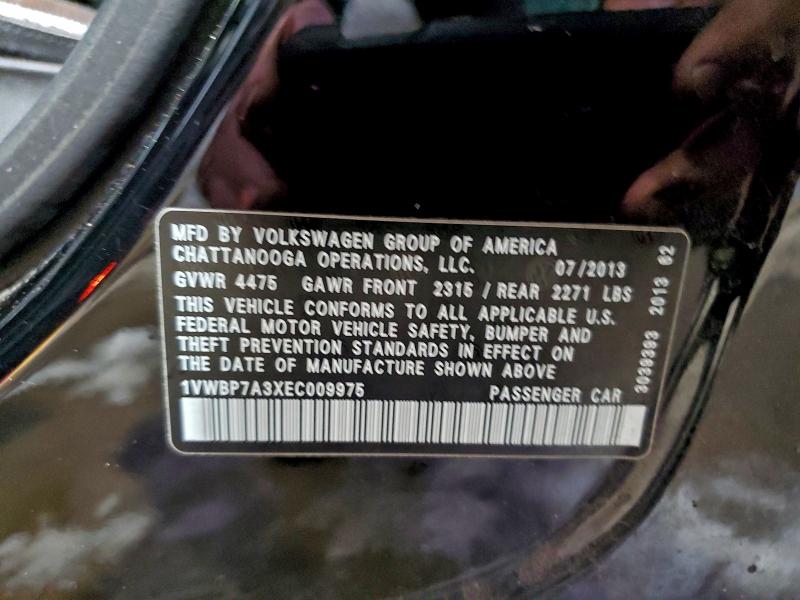 MFD BY VOLKSWAGEN GROUP OF AMERICA
CHATTANOOGA OPERATIONS, LLC. 07/2013
GVWR 4475 GAWR FRONT 2315 / REAR 2271 LBS
THIS VEHICLE CONFORMS TO ALL APPLICABLE U.S.
FEDERAL MOTOR VEHICLE SAFETY, BUMPER AND
THEFT PREVENTION STANDARDS IN EFFECT ON
THE DATE OF MANUFACTURE SHOWN ABOVE
1VWBP7A3XEC009975 PASSENGER CAR
3039393 2013 62